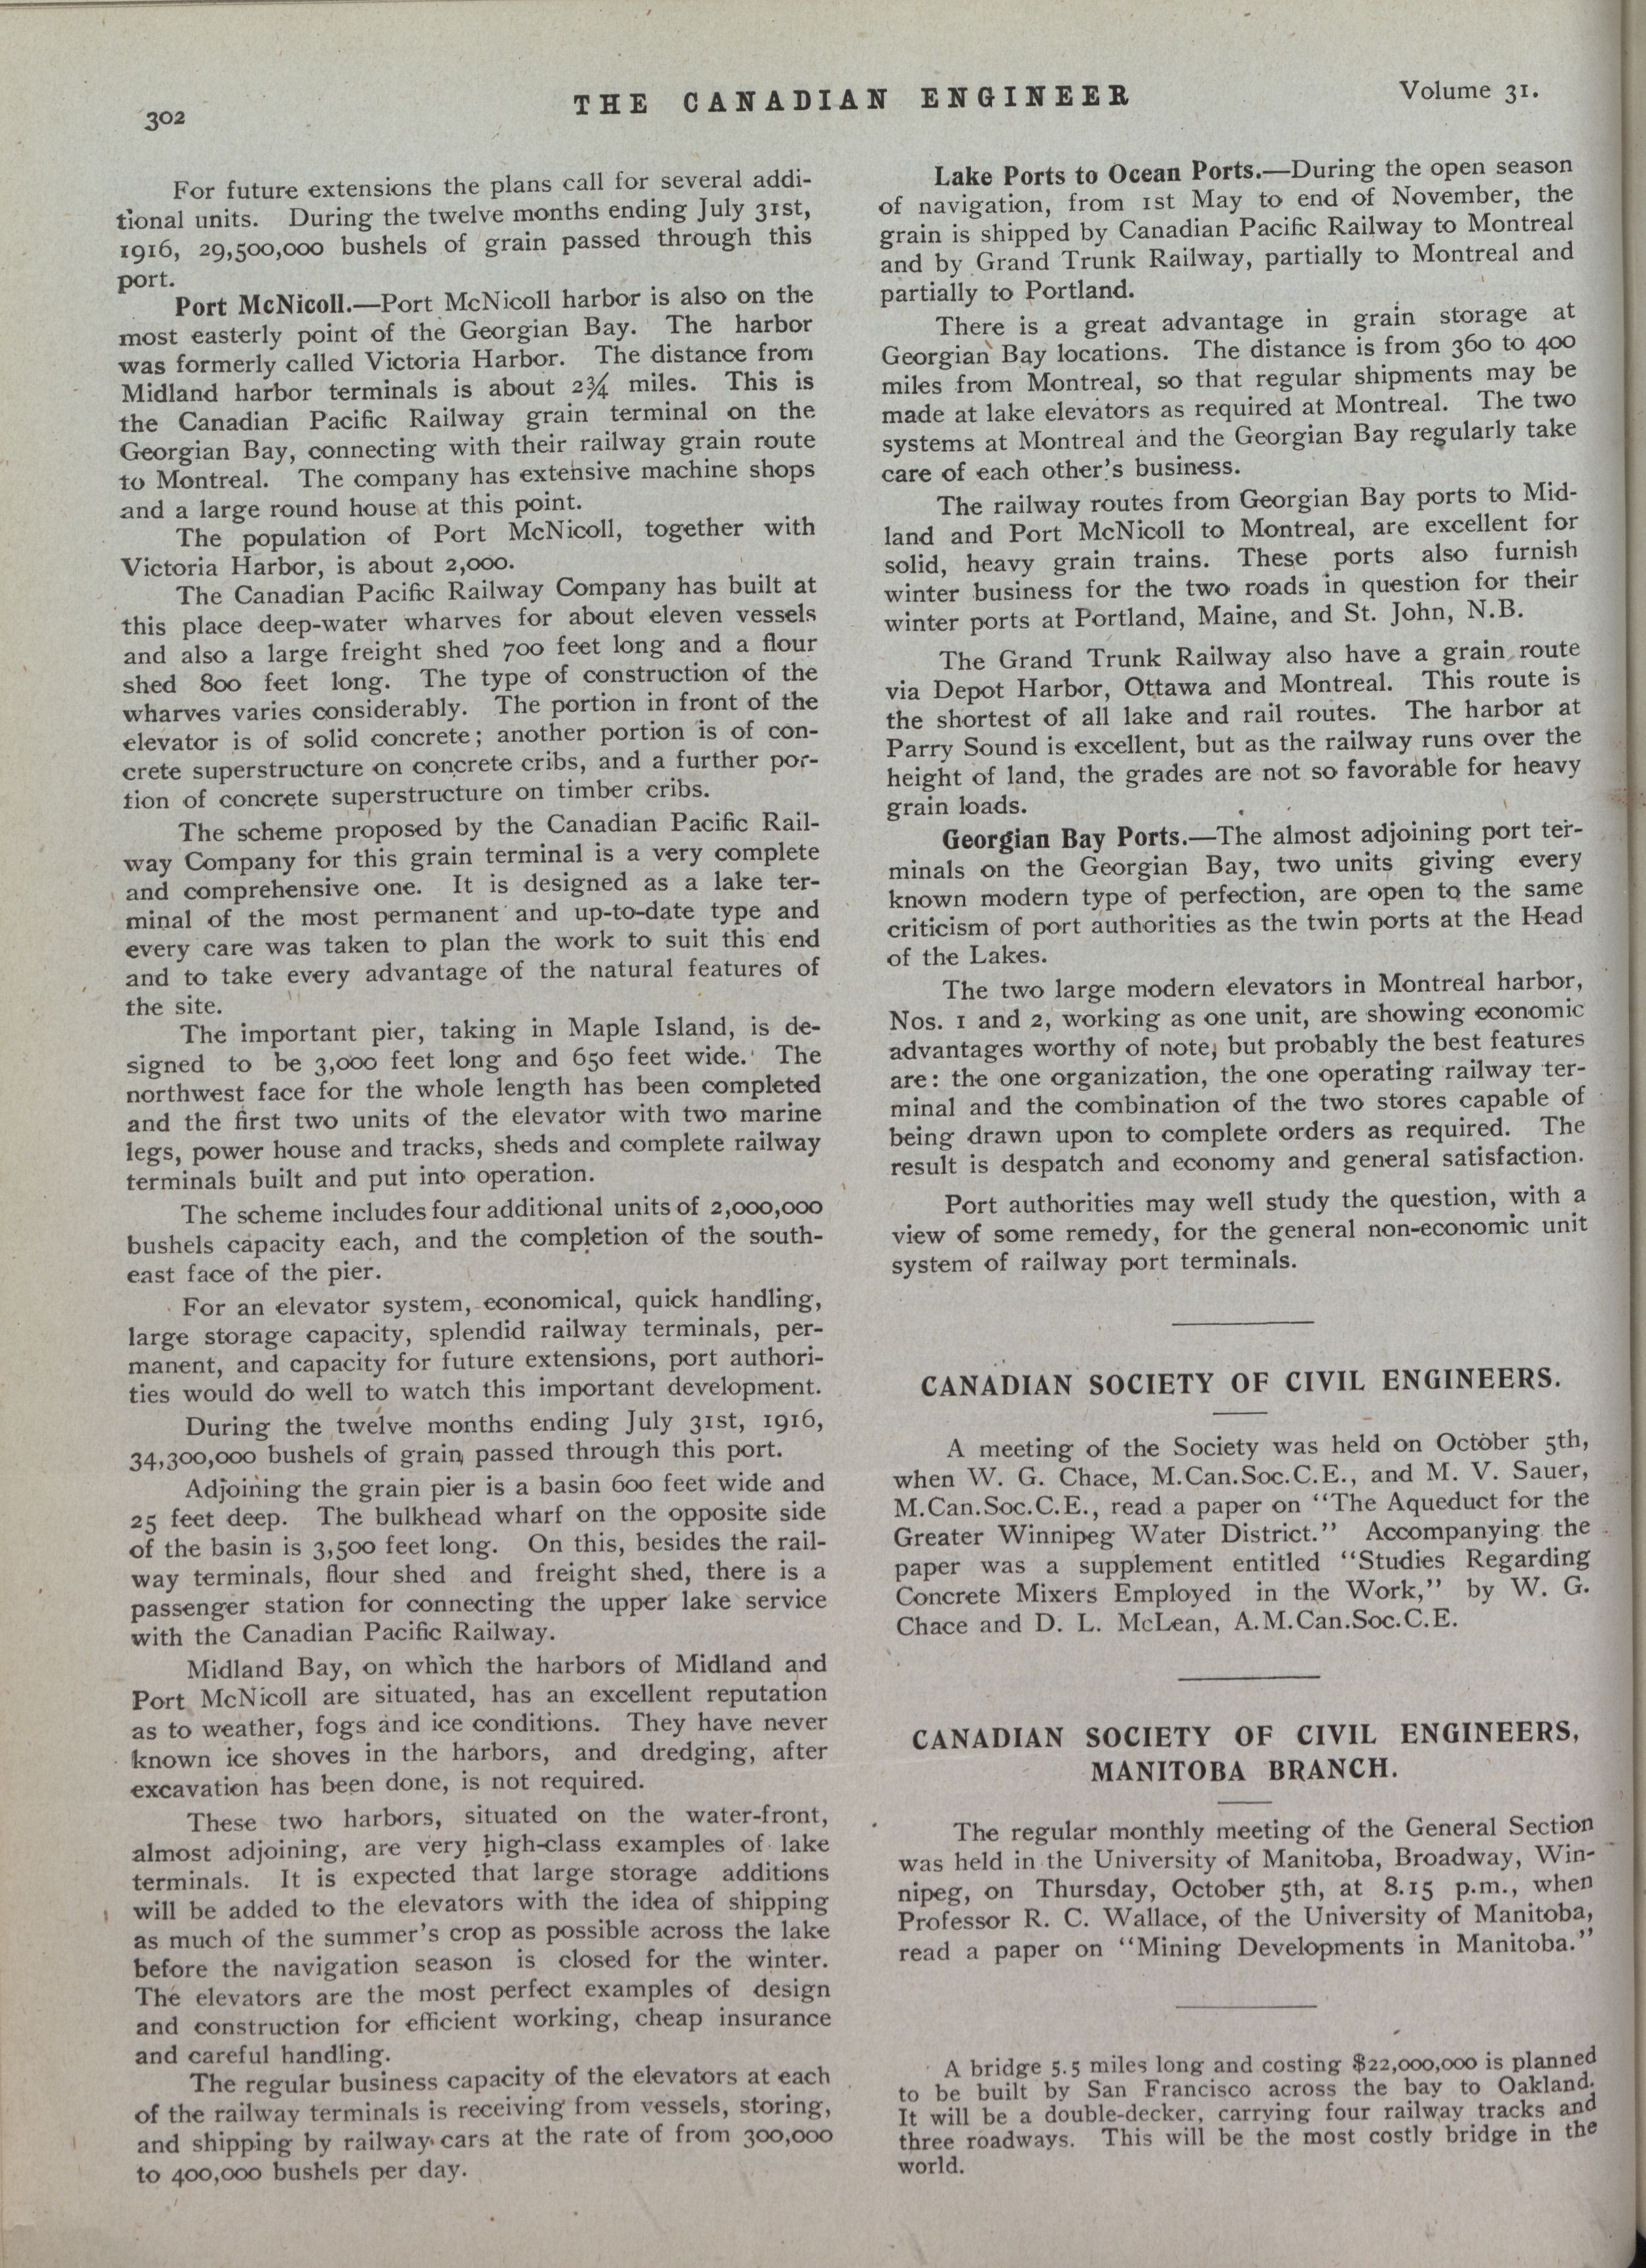 302
THE CANADIAN ENGINEER
Volume 31.
For future extensions the plans call for several addi-
tional units. During the twelve months ending July 31st,
1916, 29,500,000 bushels of grain passed through this
port.
Port McNicoll.—Port McNicoll harbor is also on the
most easterly point of the Georgian Bay. The harbor
was formerly called Victoria Harbor. The distance from
Midland harbor terminals is about 2¾ miles. This is
the Canadian Pacific Railway grain terminal on the
Georgian Bay, connecting with their railway grain route
to Montreal. The company has extensive machine shops
and a large round house at this point.
The population of Port McNicoll, together with
Victoria Harbor, is about 2,000.
The Canadian Pacific Railway Company has built at
this place deep-water wharves for about eleven vessels
and also a large freight shed 700 feet long and a flour
shed 800 feet long. The type of construction of the
wharves varies considerably. The portion in front of the
elevator is of solid concrete; another portion is of con-
crete superstructure on concrete cribs, and a further por-
tion of concrete superstructure on timber cribs.
The scheme proposed by the Canadian Pacific Rail-
way Company for this grain terminal is a very complete
and comprehensive one. It is designed as a lake ter-
minal of the most permanent and up-to-date type and
every care was taken to plan the work to suit this end
and to take every advantage of the natural features of
the site.
The important pier, taking in Maple Island, is de-
signed to be 3,000 feet long and 650 feet wide. The
northwest face for the whole length has been completed
and the first two units of the elevator with two marine
legs, power house and tracks, sheds and complete railway
terminals built and put into operation.
The scheme includes four additional units of 2,000,000
bushels capacity each, and the completion of the south-
east face of the pier.
For an elevator system, economical, quick handling,
large storage capacity, splendid railway terminals, per-
manent, and capacity for future extensions, port authori-
ties would do well to watch this important development.
During the twelve months ending July 31st, 1916,
34,300,000 bushels of grain passed through this port.
Adjoining the grain pier is a basin 600 feet wide and
25 feet deep. The bulkhead wharf on the opposite side
of the basin is 3,500 feet long. On this, besides the rail-
way terminals, flour shed and freight shed, there is a
passenger station for connecting the upper lake service
with the Canadian Pacific Railway.
Midland Bay, on which the harbors of Midland and
Port McNicoll are situated, has an excellent reputation
as to weather, fogs and ice conditions. They have never
known ice shoves in the harbors, and dredging, after
excavation has been done, is not required.
These two harbors, situated on the water-front,
almost adjoining, are very high-class examples of lake
terminals. It is expected that large storage additions
will be added to the elevators with the idea of shipping
as much of the summer's crop as possible across the lake
before the navigation season is closed for the winter.
The elevators are the most perfect examples of design
and construction for efficient working, cheap insurance
and careful handling.
The regular business capacity of the elevators at each
of the railway terminals is receiving from vessels, storing,
and shipping by railway cars at the rate of from 300,000
to 400,000 bushels per day.
Lake Ports to Ocean Ports.—During the open season
of navigation, from 1st May to end of November, the
grain is shipped by Canadian Pacific Railway to Montreal
and by Grand Trunk Railway, partially to Montreal and
partially to Portland.
There is a great advantage in grain storage at
Georgian Bay locations. The distance is from 360 to 400
miles from Montreal, so that regular shipments may be
made at lake elevators as required at Montreal. The two
systems at Montreal and the Georgian Bay regularly take
care of each other's business.
The railway routes from Georgian Bay ports to Mid-
land and Port McNicoll to Montreal, are excellent for
solid, heavy grain trains. These ports also furnish
winter business for the two roads in question for their
winter ports at Portland, Maine, and St. John, N.B.
The Grand Trunk Railway also have a grain route
via Depot Harbor, Ottawa and Montreal. This route is
the shortest of all lake and rail routes. The harbor at
Parry Sound is excellent, but as the railway runs over the
height of land, the grades are not so favorable for heavy
grain loads.
Georgian Bay Ports.—The almost adjoining port ter-
minals on the Georgian Bay, two units giving every
known modern type of perfection, are open to the same
criticism of port authorities as the twin ports at the Head
of the Lakes.
The two large modern elevators in Montreal harbor,
Nos. 1 and 2, working as one unit, are showing economic
advantages worthy of note; but probably the best features
are: the one organization, the one operating railway ter-
minal and the combination of the two stores capable of
being drawn upon to complete orders as required. The
result is despatch and economy and general satisfaction.
Port authorities may well study the question, with a
view of some remedy, for the general non-economic unit
system of railway port terminals.
CANADIAN SOCIETY OF CIVIL ENGINEERS.
A meeting of the Society was held on October 5th,
when W. G. Chace, M.Can.Soc.C.E., and M. V. Sauer,
M.Can.Soc.C.E., read a paper on "The Aqueduct for the
Greater Winnipeg Water District." Accompanying the
paper was a supplement entitled "Studies Regarding
Concrete Mixers Employed in the Work," by W. G.
Chace and D. L. McLean, A.M.Can.Soc.C.E.
CANADIAN SOCIETY OF CIVIL ENGINEERS,
MANITOBA BRANCH.
The regular monthly meeting of the General Section
was held in the University of Manitoba, Broadway, Win-
nipeg, on Thursday, October 5th, at 8.15 p.m., when
Professor R. C. Wallace, of the University of Manitoba,
read a paper on "Mining Developments in Manitoba."
A bridge 5.5 miles long and costing $22,000,000 is planned
to be built by San Francisco across the bay to Oakland.
It will be a double-decker, carrying four railway tracks and
three roadways. This will be the most costly bridge in the
world.